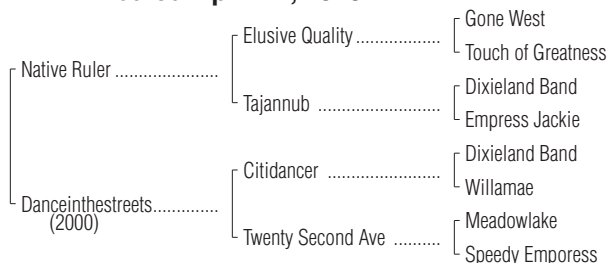 Gone West
Elusive Quality ..................
Touch of Greatness
Native Ruler ......................
Dixieland Band
Tajannub ..........................
Empress Jackie
Dixieland Band
Citidancer ........................
Willamae
Danceinthestreets..............
(2000)
Meadowlake
Twenty Second Ave ..........
Speedy Emporess